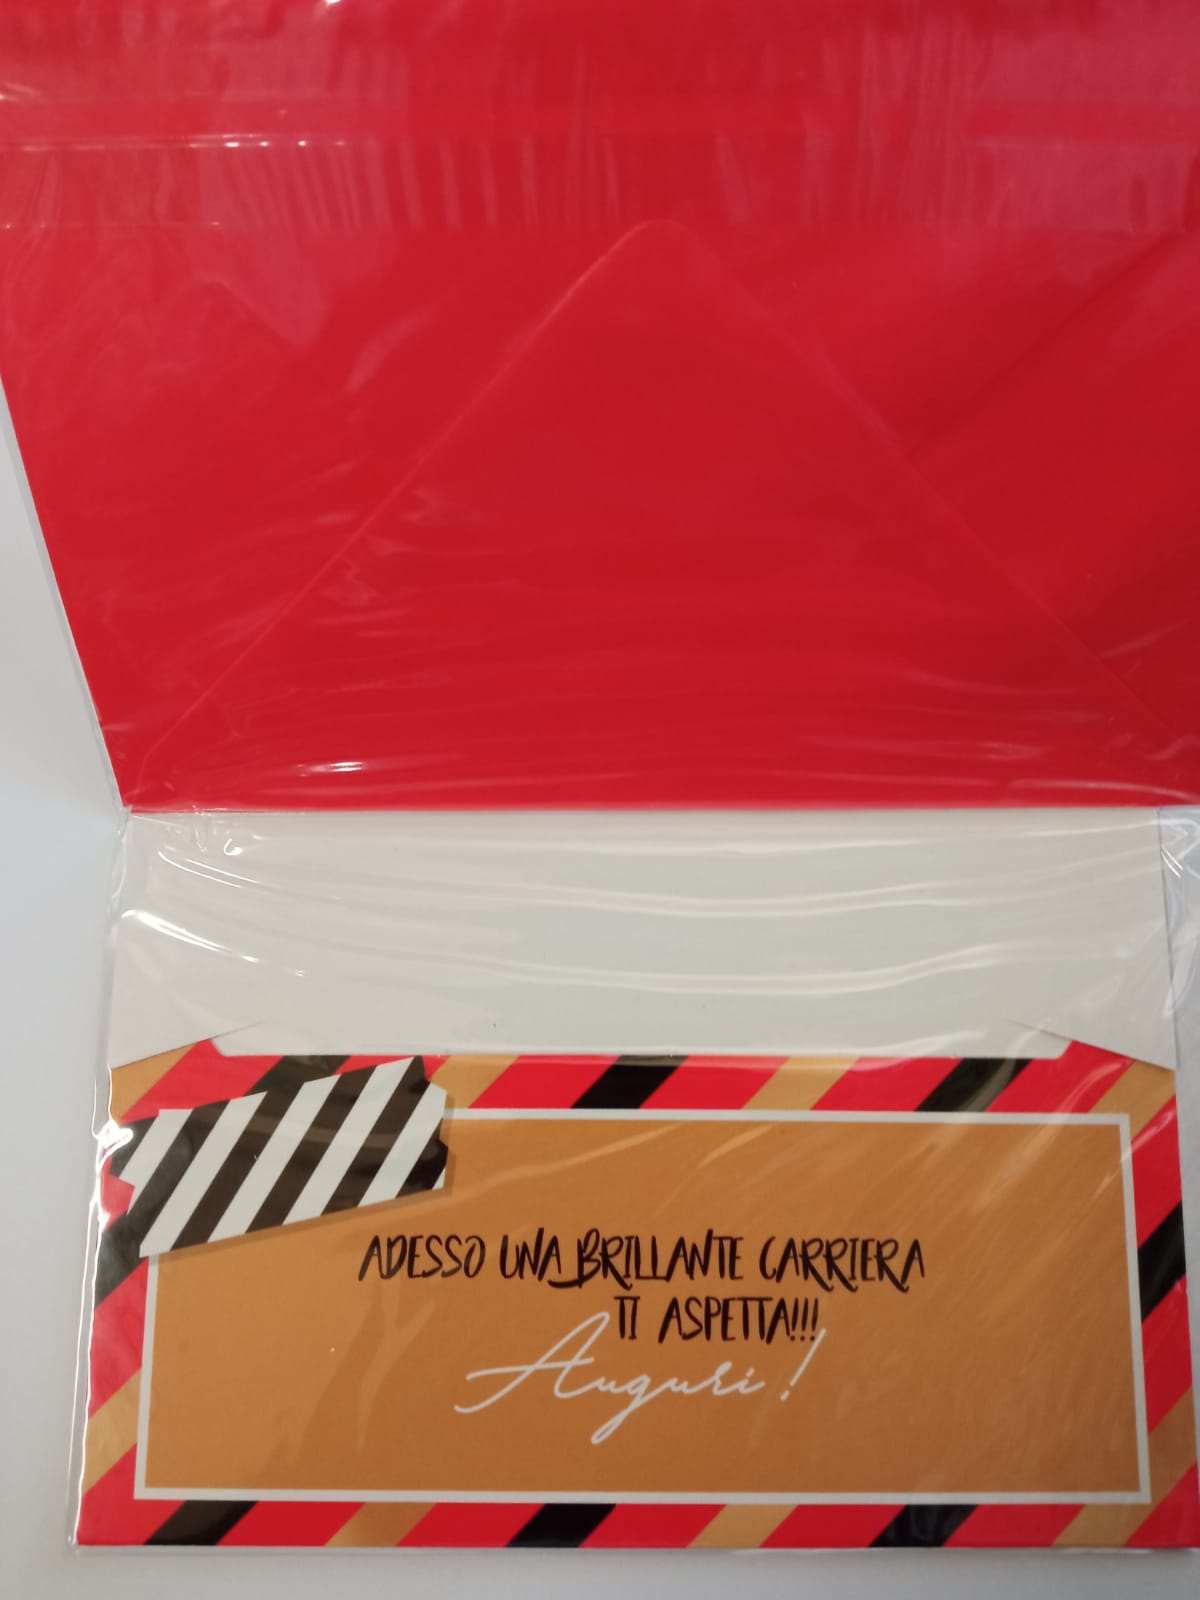 ADESSO UNA BRILLANTE CARRIERA
TI ASPETTA!!!
Auguri!